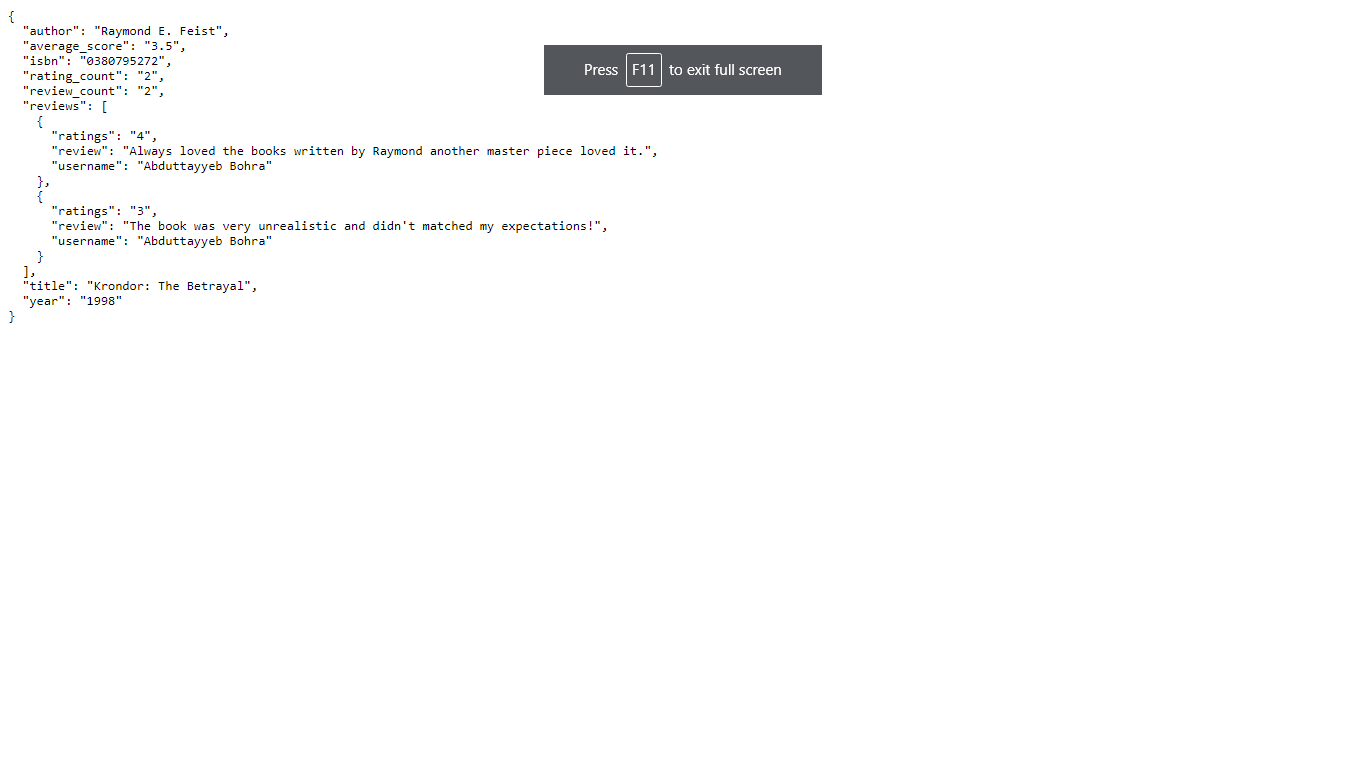 {
  "author": "Raymond E. Feist",
  "average_score": "3.5",
  "isbn": "0380795272",
  "rating_count": "2",
  "review_count": "2",
  "reviews": [
    {
      "ratings": "4",
      "review": "Always loved the books written by Raymond another master piece loved it.",
      "username": "Abduttayyeb Bohra"
    },
    {
      "ratings": "3",
      "review": "The book was very unrealistic and didn't matched my expectations!",
      "username": "Abduttayyeb Bohra"
    }
  ],
  "title": "Krondor: The Betrayal",
  "year": "1998"
}
Press F11 to exit full screen